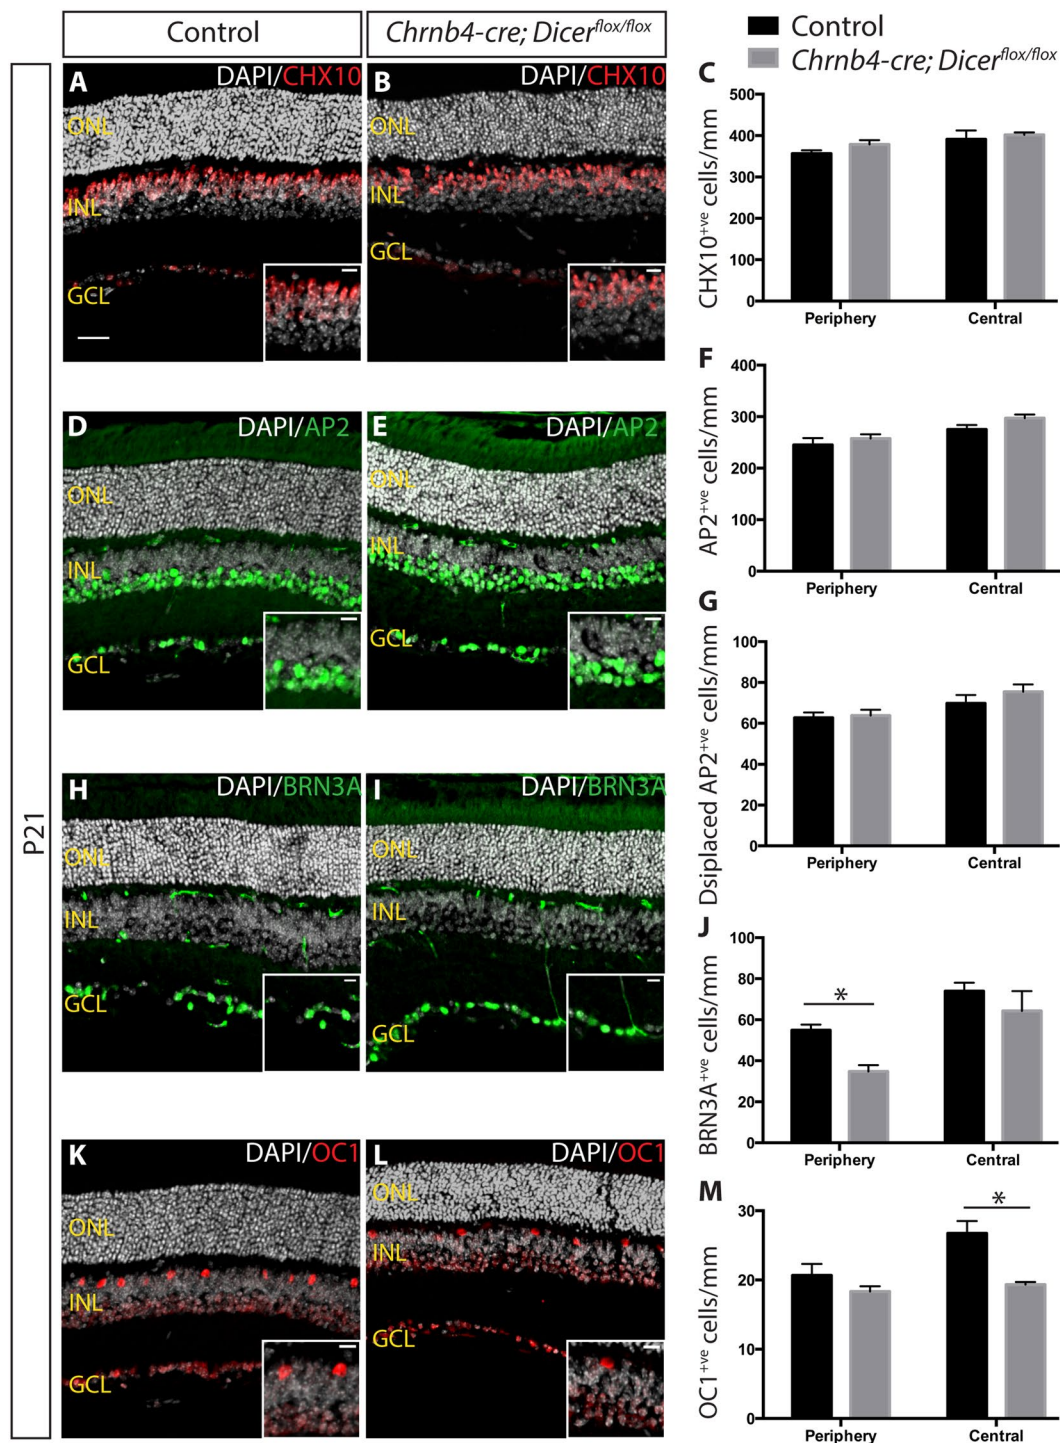 Control
Chrnb4-cre; Dicer flox/flox
Control
Chrnb4-cre; Dicer flox/flox
P21
A
DAPI/CHX10
ONL
INL
GCL
B
DAPI/CHX10
ONL
INL
GCL
C
CHX10+ve cells/mm
500
400
300
200
100
0
Periphery
Central
D
DAPI/AP2
ONL
INL
GCL
E
DAPI/AP2
ONL
INL
GCL
F
AP2+ve cells/mm
400
300
200
100
0
Periphery
Central
G
Dsiplaced AP2+ve cells/mm
100
80
60
40
20
0
Periphery
Central
H
DAPI/BRN3A
ONL
INL
GCL
I
DAPI/BRN3A
ONL
INL
GCL
J
BRN3A+ve cells/mm
100
80
60
40
20
0
*
Periphery
Central
K
DAPI/OC1
ONL
INL
GCL
L
DAPI/OC1
ONL
INL
GCL
M
OC1+ve cells/mm
30
20
10
0
*
Periphery
Central